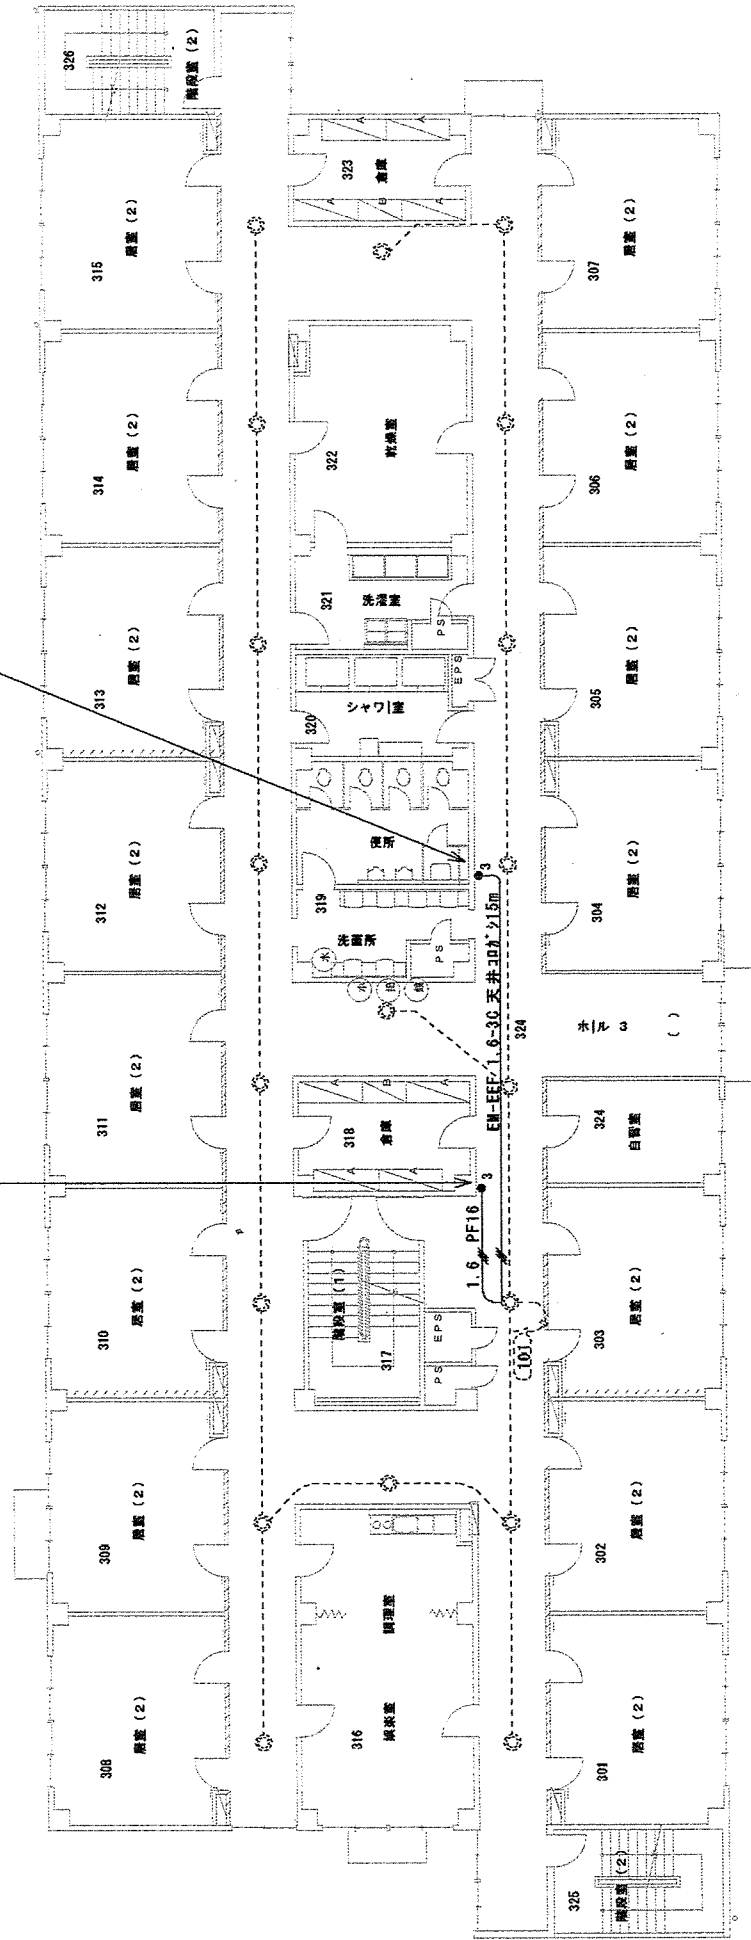 326
階段室 (2)
315
居室 (2)
A
A
323
倉庫
A
B
A
307
居室 (2)
314
居室 (2)
322
乾燥室
306
居室 (2)
313
居室 (2)
321
洗濯室
PS
EPS
320
シャワー室
305
居室 (2)
312
居室 (2)
便所
319
洗面所
PS
水
3
304
居室 (2)
EM-EEF/1.6-3C 天井コロガシ15m
324
ホール 3
( )
311
居室 (2)
A
B
A
318
倉庫
A
A
324
自習室
3
1.6 PF16
310
居室 (2)
階段室 (1)
317
EPS
PS
101
303
居室 (2)
309
居室 (2)
調理室
302
居室 (2)
308
居室 (2)
316
娯楽室
301
居室 (2)
325
階段室 (2)